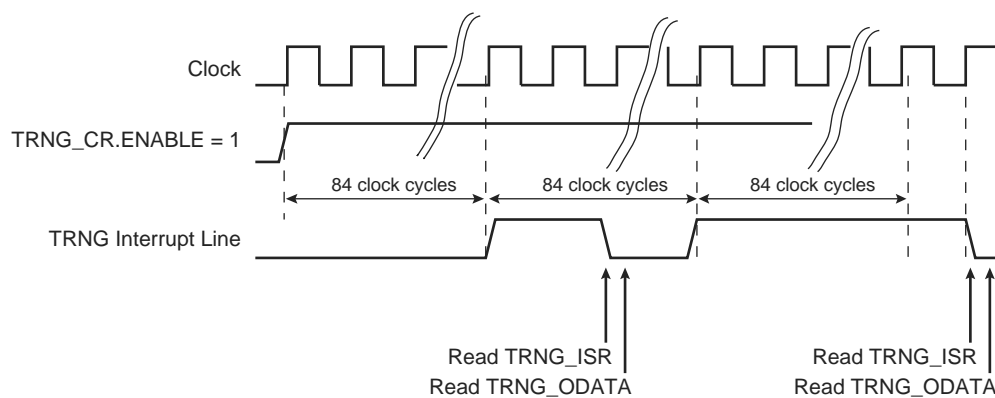 Clock
TRNG_CR.ENABLE = 1
84 clock cycles
84 clock cycles
84 clock cycles
TRNG Interrupt Line
Read TRNG_ISR
Read TRNG_ISR
Read TRNG_ODATA
Read TRNG_ODATA